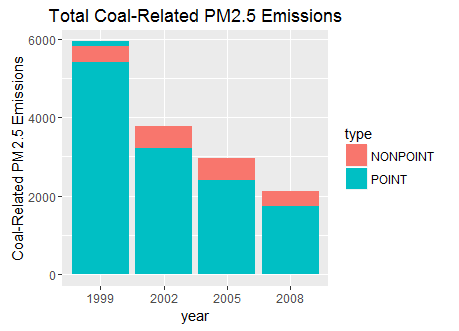 Total Coal-Related PM2.5 Emissions
Coal-Related PM2.5 Emissions
6000
4000
2000
0
1999 2002 2005 2008
year
type
NONPOINT
POINT